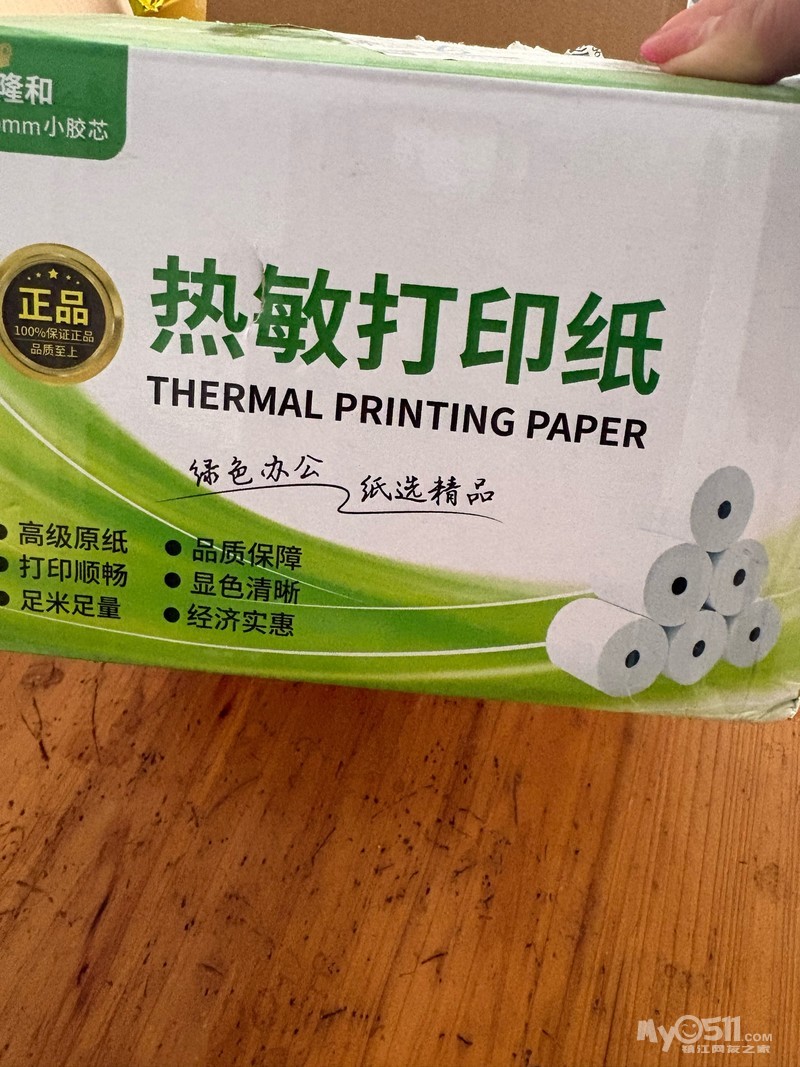 隆和
mm小胶芯
正品
100%保证正品
品质至上
热敏打印纸
THERMAL PRINTING PAPER
绿色办公 纸选精品
高级原纸
打印顺畅
足米足量
品质保障
显色清晰
经济实惠
MyO511.COM
镇江网友之家